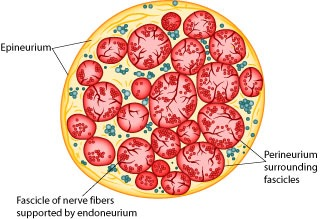 Epineurium
Perineurium
surrounding
fascicles
Fascicle of nerve fibers
supported by endoneurium